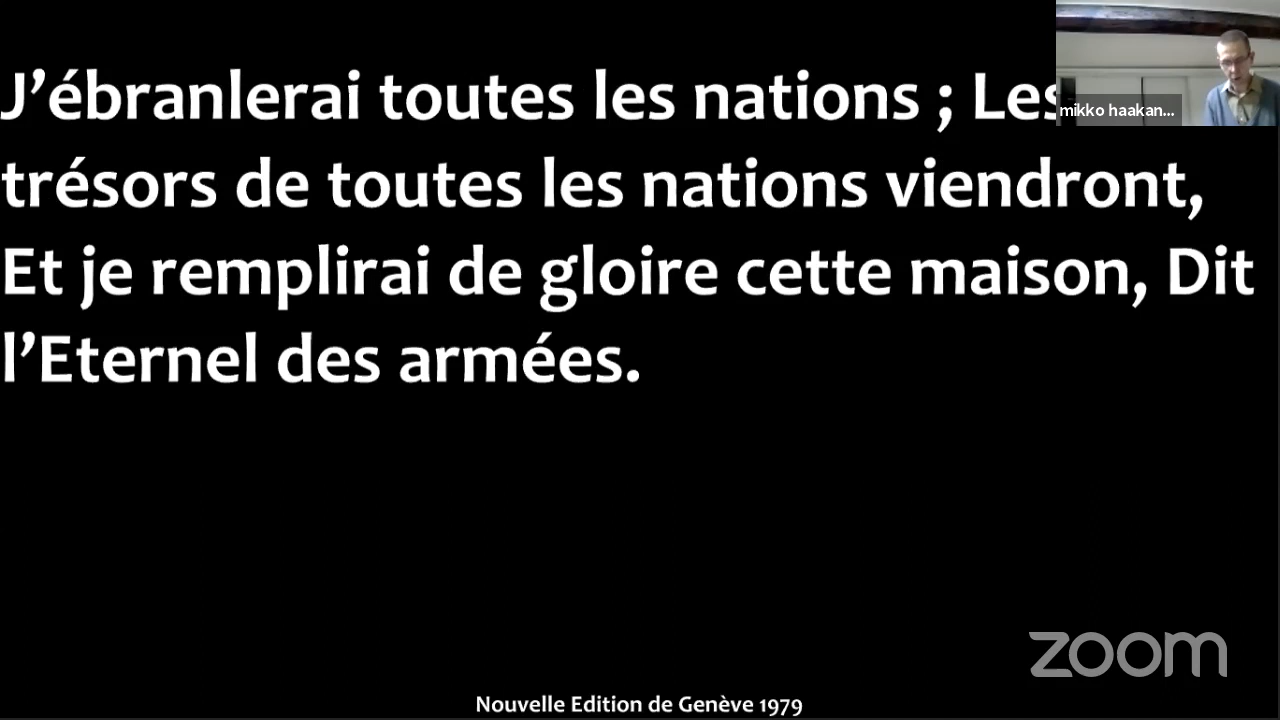 J’ébranlerai toutes les nations ; Les
trésors de toutes les nations viendront,
Et je remplirai de gloire cette maison, Dit
l’Eternel des armées.
mikko haakan...
zoom
Nouvelle Edition de Genève 1979